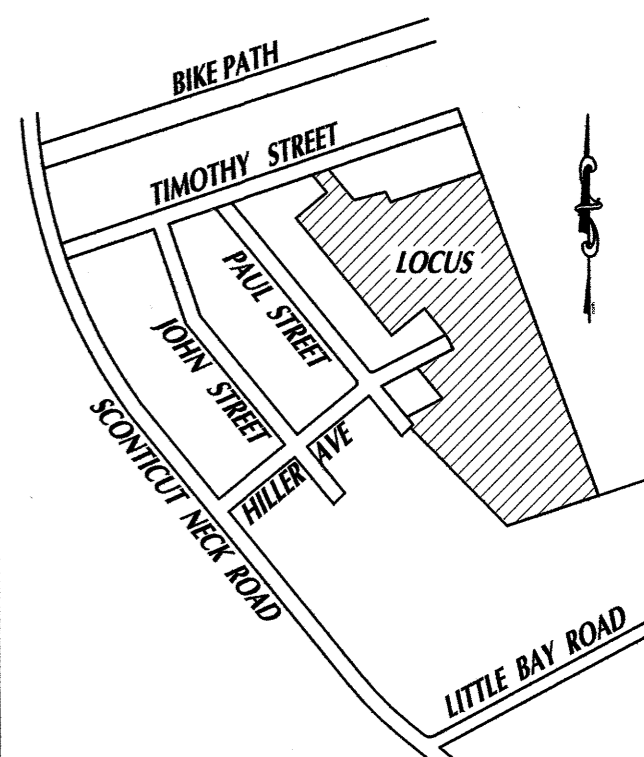 BIKE PATH
TIMOTHY STREET
LOCUS
PAUL STREET
JOHN STREET
HILLER AVE
SCONTICUT NECK ROAD
LITTLE BAY ROAD